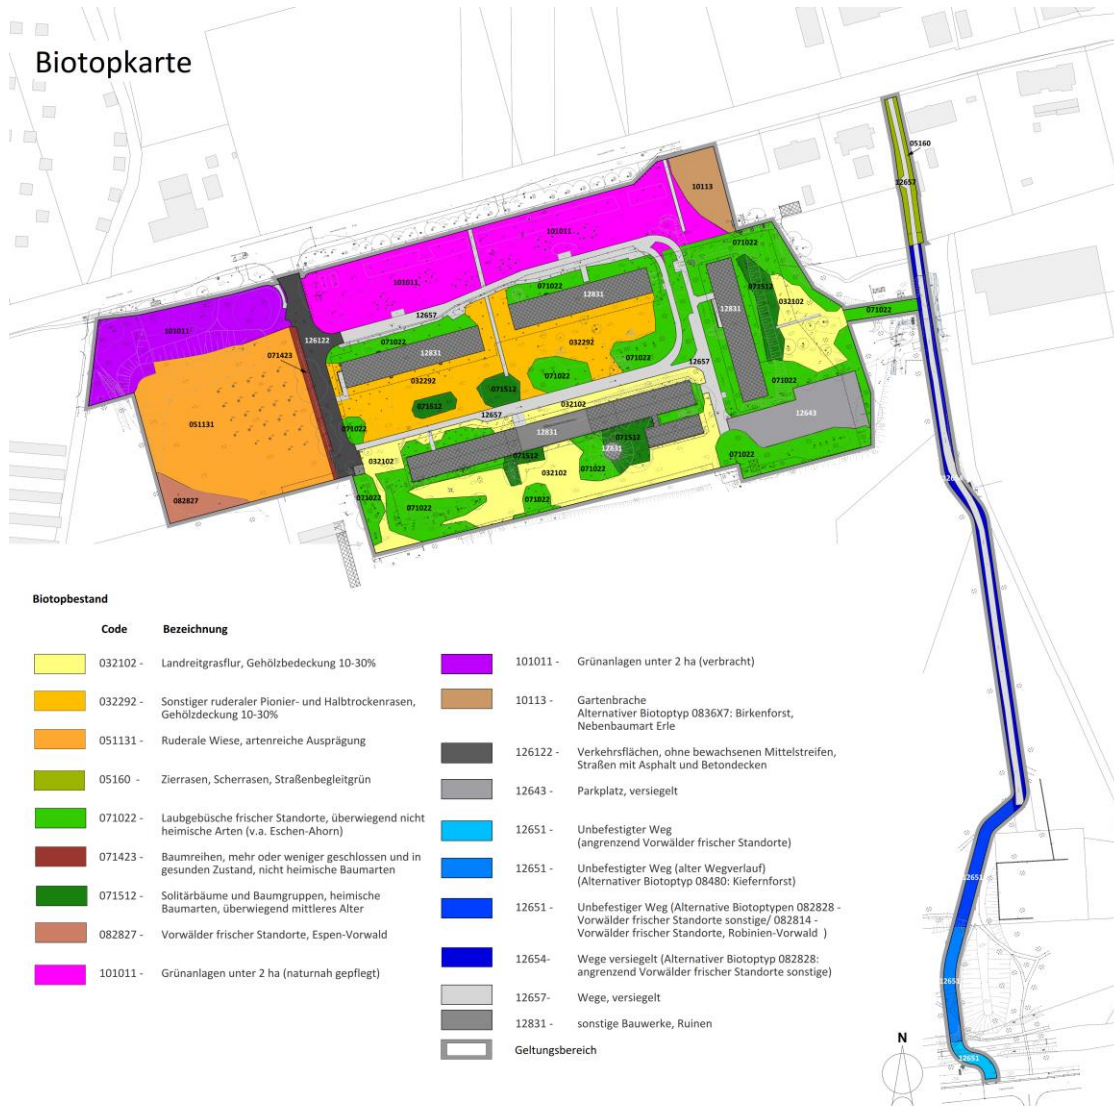 Biotopkarte
05160
12657
10113
101011
071022
101011
12831
071512
032102
12831
071022
101011
126122
12657
071022
071423
071022
12831
032292
071022
12657
032292
071022
071022
071512
051131
071512
12657
032102
12643
071022
12831
071512
12831
032102
071512
071022
032102
071022
082827
071022
071022
071022
Biotopbestand
Code Bezeichnung
032102 - Landreitgrasflur, Gehölzbedeckung 10-30%
032292 - Sonstiger ruderaler Pionier- und Halbtrockenrasen,
Gehölzdeckung 10-30%
051131 - Ruderale Wiese, artenreiche Ausprägung
05160 - Zierrasen, Scherrasen, Straßenbegleitgrün
071022 - Laubgebüsche frischer Standorte, überwiegend nicht
heimische Arten (v.a. Eschen-Ahorn)
071423 - Baumreihen, mehr oder weniger geschlossen und in
gesunden Zustand, nicht heimische Baumarten
071512 - Solitärbäume und Baumgruppen, heimische
Baumarten, überwiegend mittleres Alter
082827 - Vorwälder frischer Standorte, Espen-Vorwald
101011 - Grünanlagen unter 2 ha (naturnah gepflegt)
101011 - Grünanlagen unter 2 ha (verbracht)
10113 - Gartenbrache
Alternativer Biotoptyp 0836X7: Birkenforst,
Nebenbaumart Erle
126122 - Verkehrsflächen, ohne bewachsenen Mittelstreifen,
Straßen mit Asphalt und Betondecken
12643 - Parkplatz, versiegelt
12651 - Unbefestigter Weg
(angrenzend Vorwälder frischer Standorte)
12651 - Unbefestigter Weg (alter Wegverlauf)
(Alternativer Biotoptyp 08480: Kiefernforst)
12651 - Unbefestiger Weg (Alternative Biotoptypen 082828 -
Vorwälder frischer Standorte sonstige/ 082814 -
Vorwälder frischer Standorte, Robinien-Vorwald )
12654- Wege versiegelt (Alternativer Biotoptyp 082828:
angrenzend Vorwälder frischer Standorte sonstige)
12657- Wege, versiegelt
12831 - sonstige Bauwerke, Ruinen
Geltungsbereich
12651
12651
12651
N